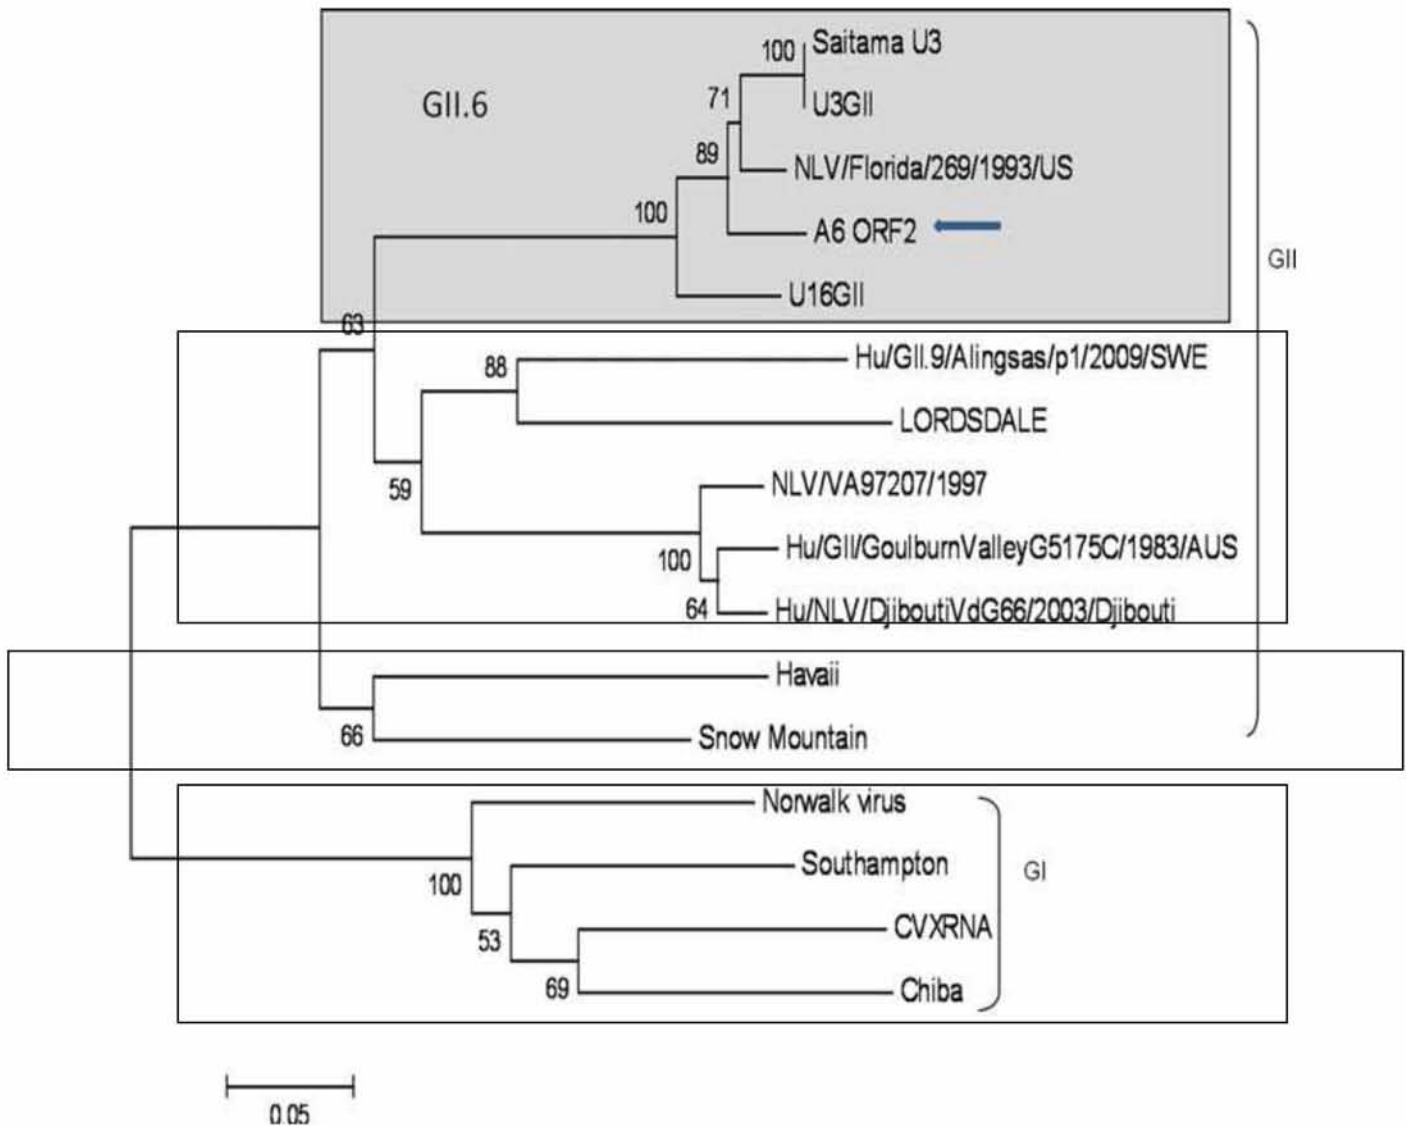 100
Saitama U3
GII.6
71
U3GII
89
NLV/Florida/269/1993/US
100
A6 ORF2
GII
U16GII
63
Hu/GII.9/Alingsas/p1/2009/SWE
88
LORDSDALE
59
NLV/VA97207/1997
Hu/GII/GoulburnValleyG5175C/1983/AUS
100
64
Hu/NLV/DjiboutiVdG66/2003/Djibouti
Havaii
66
Snow Mountain
Norwalk virus
Southampton
GI
100
CVXRNA
53
69
Chiba
0.05